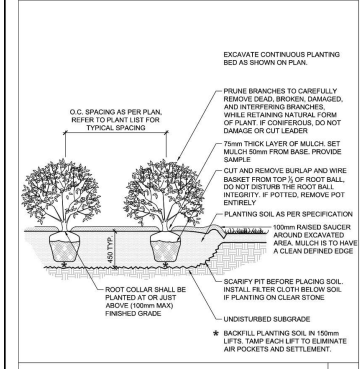 EXCAVATE CONTINUOUS PLANTING
BED AS SHOWN ON PLAN.
O.C. SPACING AS PER PLAN,
REFER TO PLANT LIST FOR
TYPICAL SPACING
PRUNE BRANCHES TO CAREFULLY
REMOVE DEAD, BROKEN, DAMAGED,
AND INTERFERING BRANCHES,
WHILE RETAINING NATURAL FORM
OF PLANT. IF CONIFEROUS, DO NOT
DAMAGE OR CUT LEADER
75mm THICK LAYER OF MULCH. SET
MULCH 50mm FROM BASE. PROVIDE
SAMPLE
CUT AND REMOVE BURLAP AND WIRE
BASKET FROM TOP ⅓ OF ROOT BALL,
DO NOT DISTURB THE ROOT BALL
INTEGRITY. IF POTTED, REMOVE POT
ENTIRELY
PLANTING SOIL AS PER SPECIFICATION
100mm RAISED SAUCER
AROUND EXCAVATED
AREA. MULCH IS TO HAVE
A CLEAN DEFINED EDGE
450 TYP.
ROOT COLLAR SHALL BE
PLANTED AT OR JUST
ABOVE (100mm MAX)
FINISHED GRADE
SCARIFY PIT BEFORE PLACING SOIL.
INSTALL FILTER CLOTH BELOW SOIL
IF PLANTING ON CLEAR STONE
UNDISTURBED SUBGRADE
* BACKFILL PLANTING SOIL IN 150mm
LIFTS. TAMP EACH LIFT TO ELIMINATE
AIR POCKETS AND SETTLEMENT.